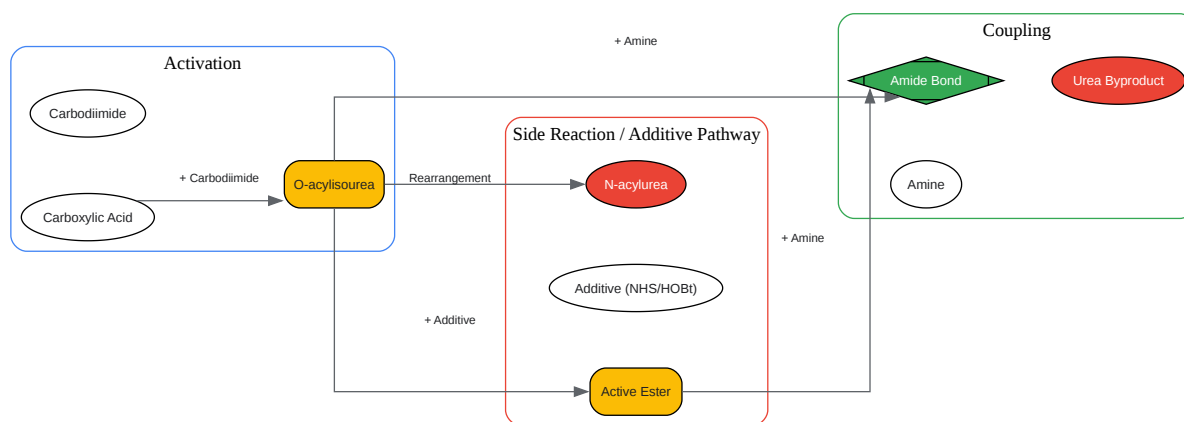 + Amine
Coupling
Activation
Amide Bond
Urea Byproduct
Carbodiimide
Side Reaction / Additive Pathway
+ Carbodiimide
O-acylisourea
Rearrangement
N-acylurea
Amine
Carboxylic Acid
+ Amine
Additive (NHS/HOBt)
+ Additive
Active Ester